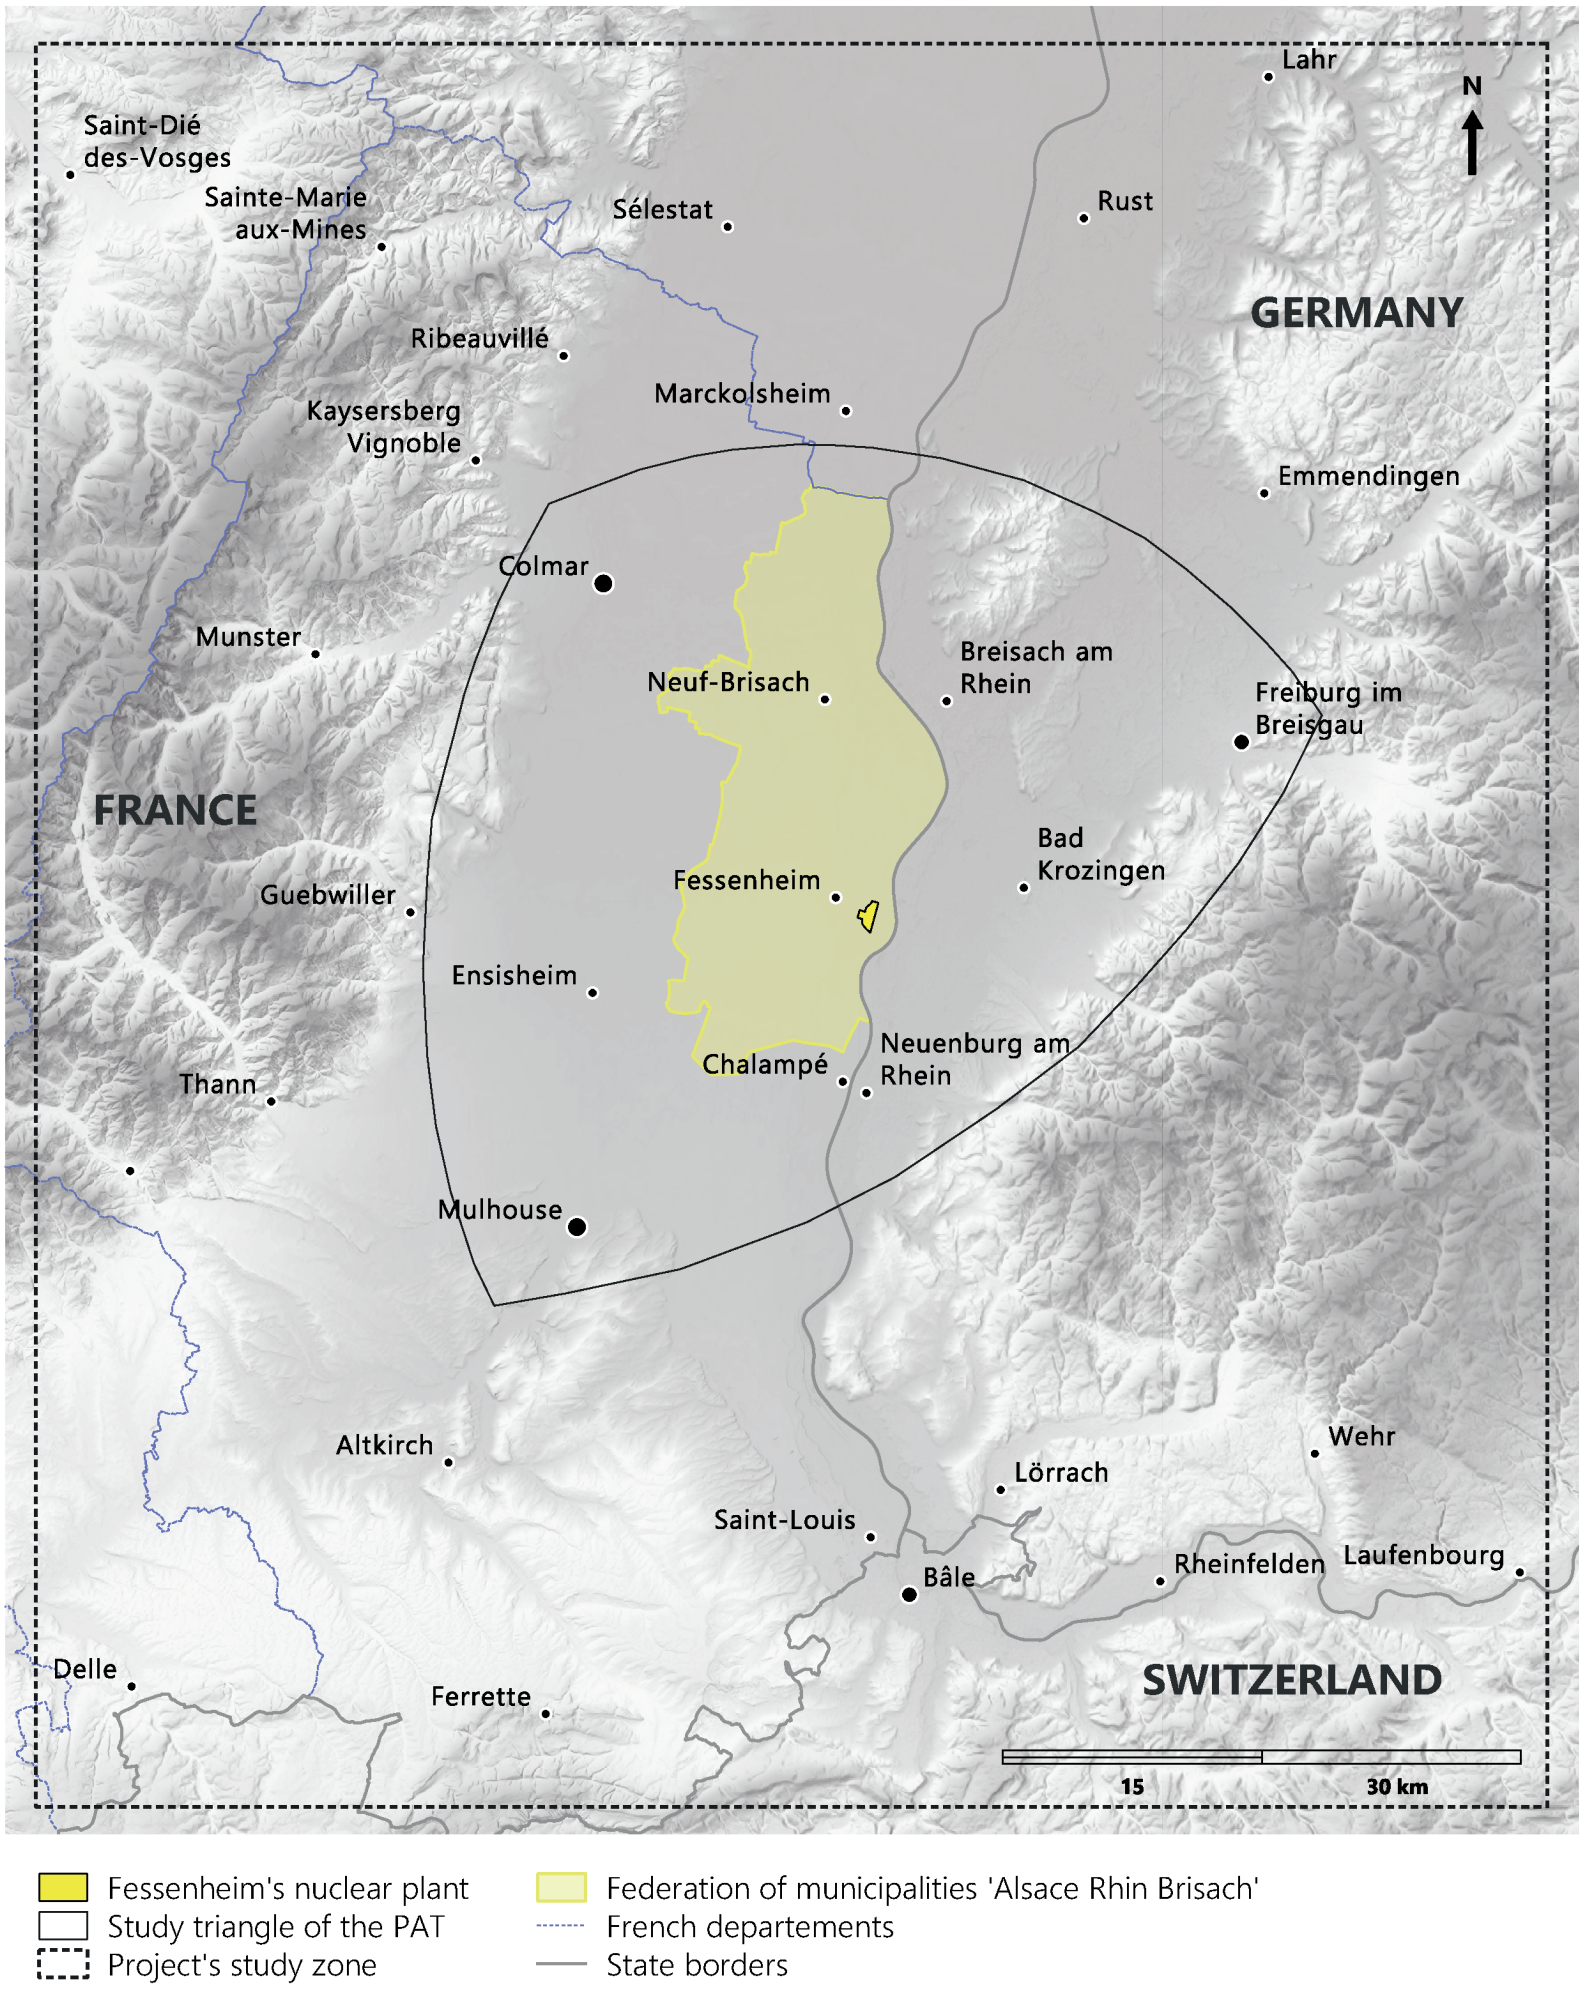 Lahr
N
Saint-Dié
des-Vosges
Sainte-Marie
aux-Mines
Sélestat
Rust
GERMANY
Ribeauvillé
Marckolsheim
Kaysersberg
Vignoble
Emmendingen
Colmar
Munster
Breisach am
Rhein
Neuf-Brisach
Freiburg im
Breisgau
FRANCE
Bad
Krozingen
Fessenheim
Guebwiller
Ensisheim
Neuenburg am
Rhein
Chalampé
Thann
Mulhouse
Altkirch
Wehr
Lörrach
Saint-Louis
Laufenbourg
Rheinfelden
Bâle
Delle
SWITZERLAND
Ferrette
15
30 km
Fessenheim's nuclear plant
Study triangle of the PAT
Project's study zone
Federation of municipalities 'Alsace Rhin Brisach'
French departements
State borders